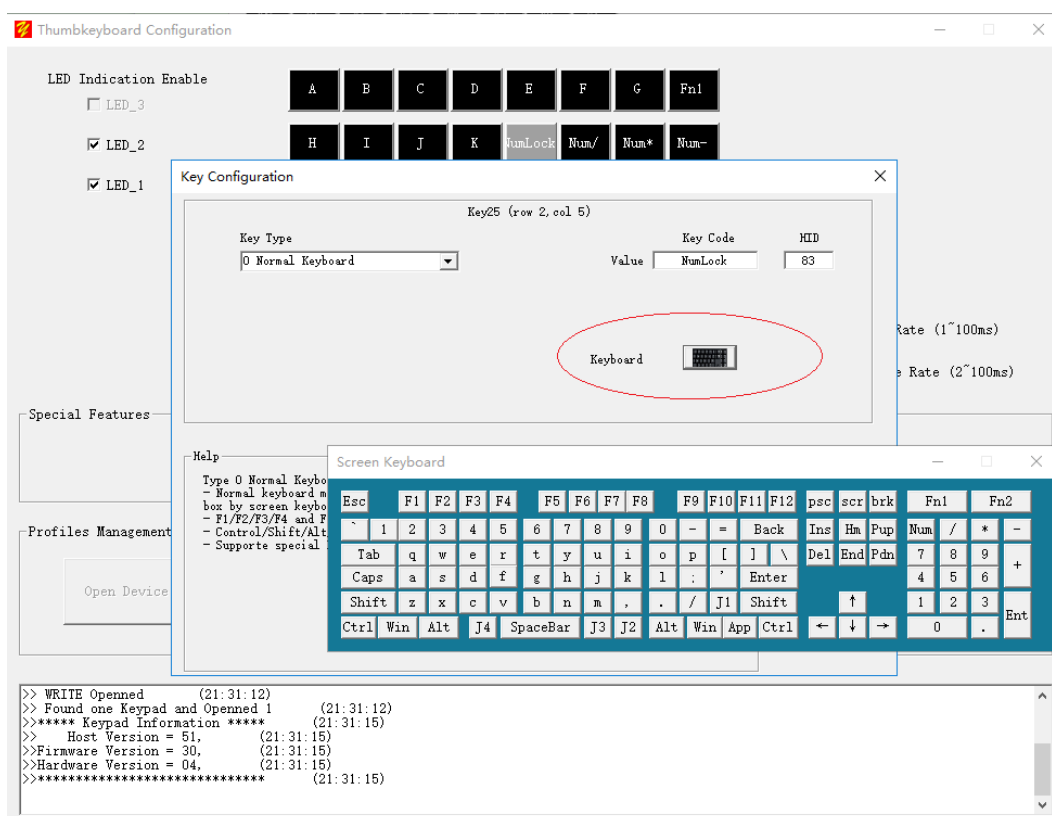 Thumbkeyboard Configuration
LED Indication Enable
LED_3
LED_2
LED_1
A B C D E F G Fn1
H I J K NumLock Num/ Num* Num-
Key Configuration
Key25 (row 2,col 5)
Key Type
0 Normal Keyboard
Key Code HID
Value NumLock 83
Keyboard
Rate (1~100ms)
Rate (2~100ms)
Special Features
Profiles Management
Open Device
Help
Type 0 Normal Keybo
- Normal keyboard m
box by screen keybo
- F1/F2/F3/F4 and F
- Control/Shift/Alt
- Supporte special
Screen Keyboard
Esc F1 F2 F3 F4 F5 F6 F7 F8 F9 F10 F11 F12 psc scr brk Fn1 Fn2
` 1 2 3 4 5 6 7 8 9 0 - = Back Ins Hm Pup Num / * -
Tab q w e r t y u i o p [ ] \ Del End Pdn 7 8 9 +
Caps a s d f g h j k l ; ' Enter 4 5 6
Shift z x c v b n m , . / J1 Shift ↑ 1 2 3 Ent
Ctrl Win Alt J4 SpaceBar J3 J2 Alt Win App Ctrl ← ↓ → 0 .
>> WRITE Openned (21:31:12)
>> Found one Keypad and Openned 1 (21:31:12)
>>***** Keypad Information ***** (21:31:15)
>> Host Version = 51, (21:31:15)
>>Firmware Version = 30, (21:31:15)
>>Hardware Version = 04, (21:31:15)
>>****************************** (21:31:15)